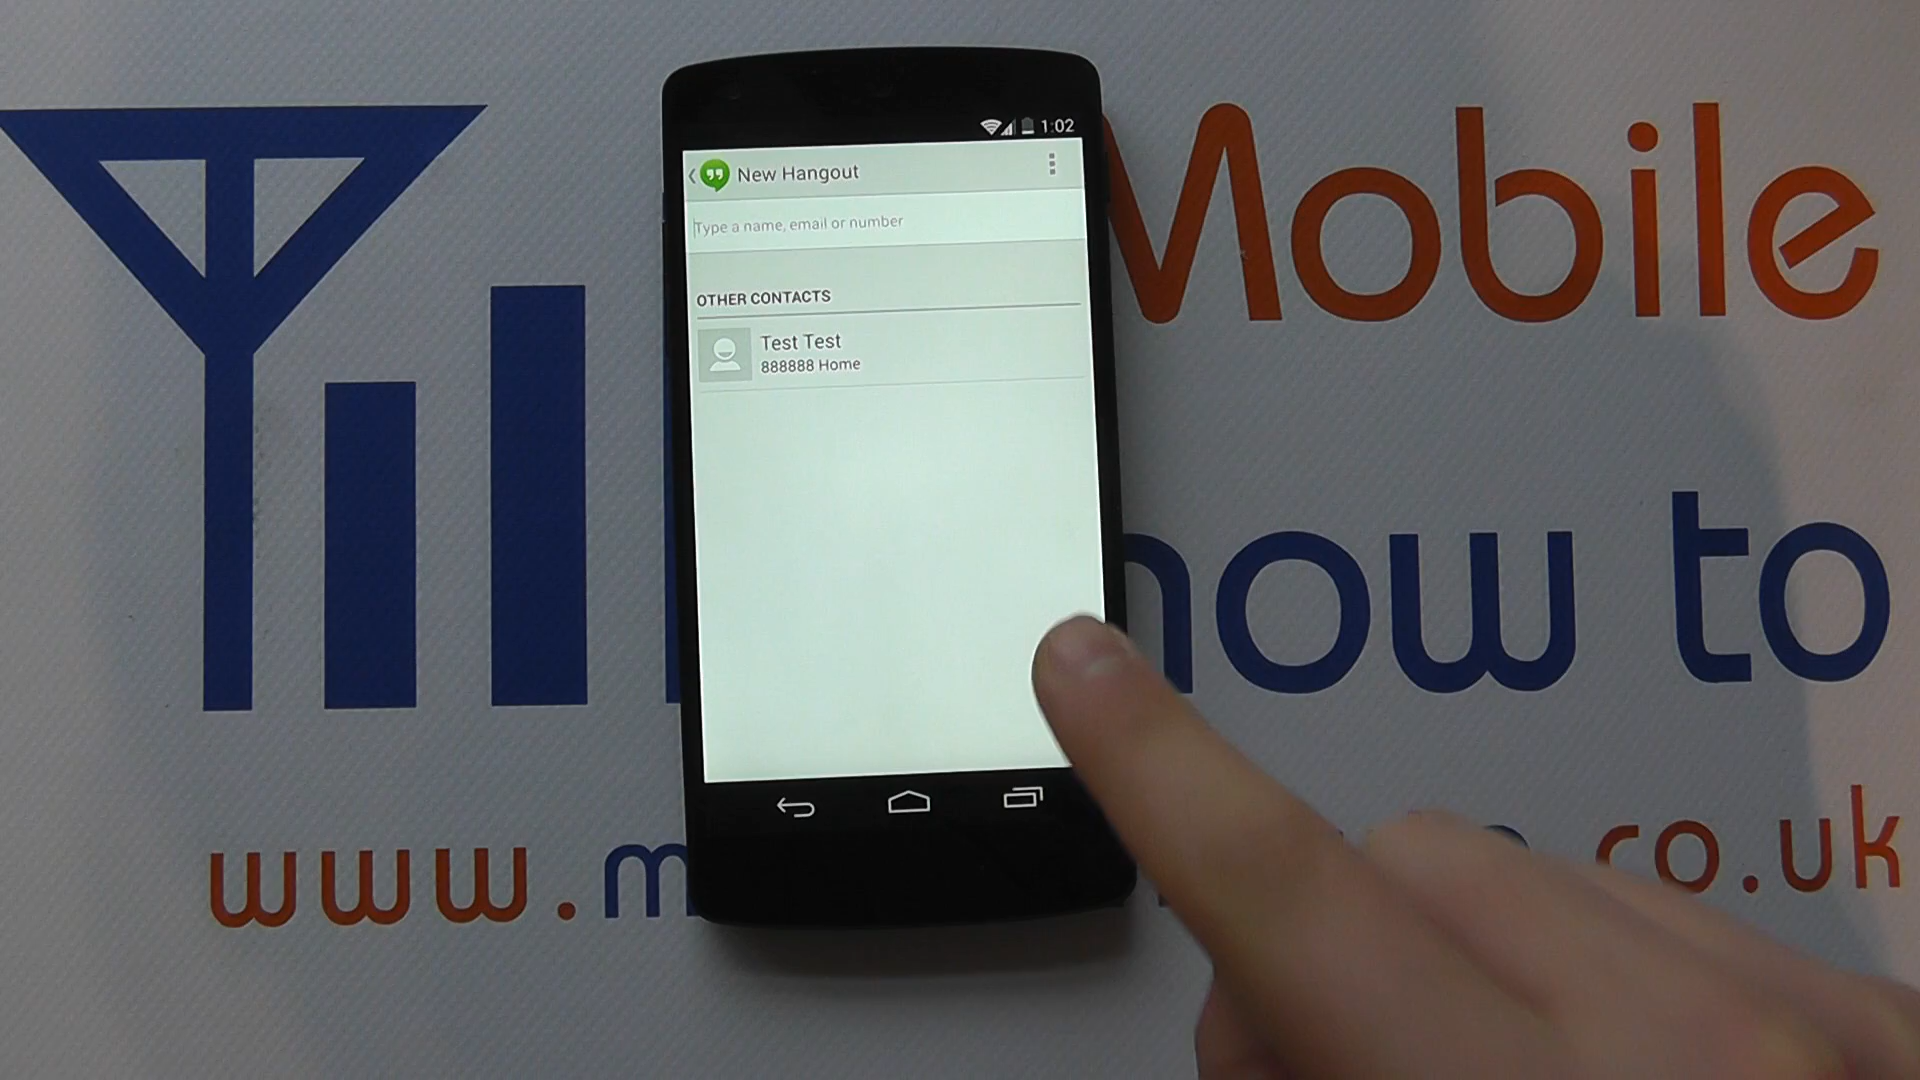 1:02
New Hangout
Type a name, email or number
OTHER CONTACTS
Test Test
888888 Home
Mobile
how to
www.m
.co.uk